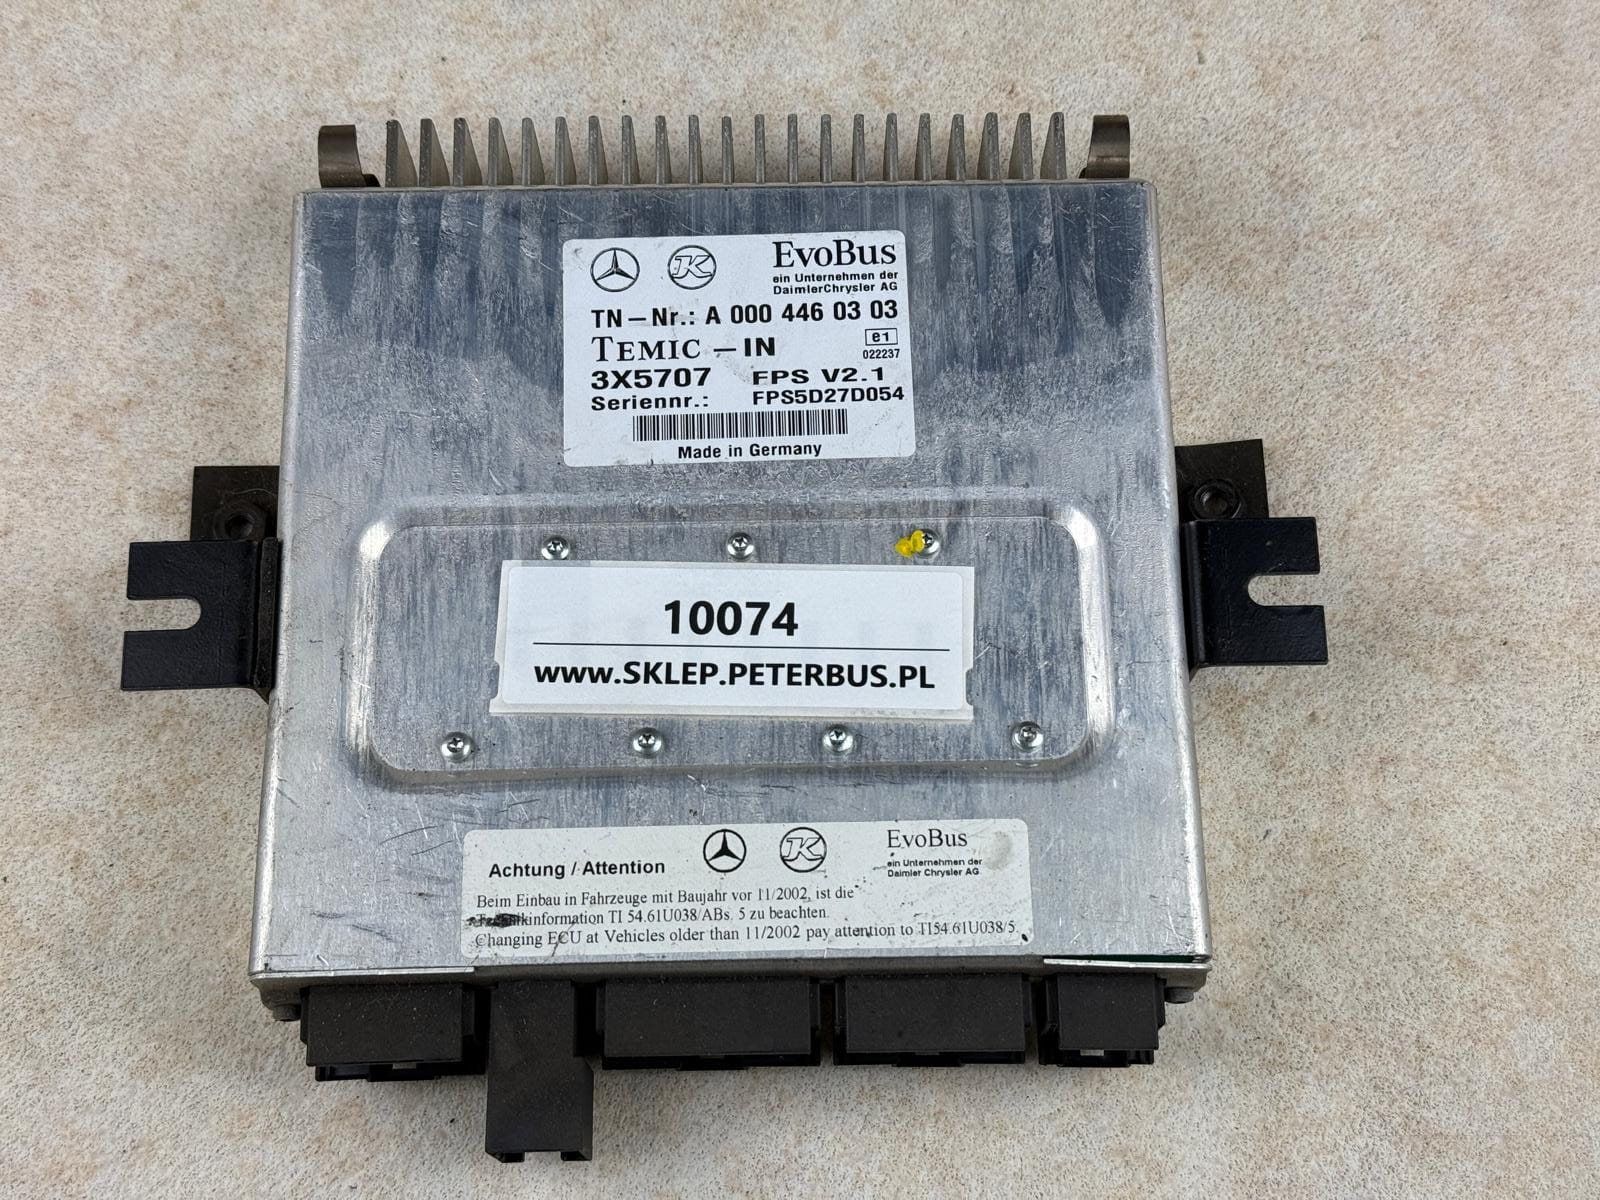 EvoBus
ein Unternehmen der
DaimlerChrysler AG
TN-Nr.: A 000 446 03 03
TEMIC -IN
e1
022237
3X5707 FPS V2.1
Seriennr.: FPS5D27D054
Made in Germany
10074
www.SKLEP.PETERBUS.PL
Achtung / Attention
EvoBus
ein Unternehmen der
Daimler Chrysler AG
Beim Einbau in Fahrzeuge mit Baujahr vor 11/2002, ist die
Technikinformation TI 54.61U038/ABs. 5 zu beachten.
Changing ECU at Vehicles older than 11/2002 pay attention to TI54.61U038/5.